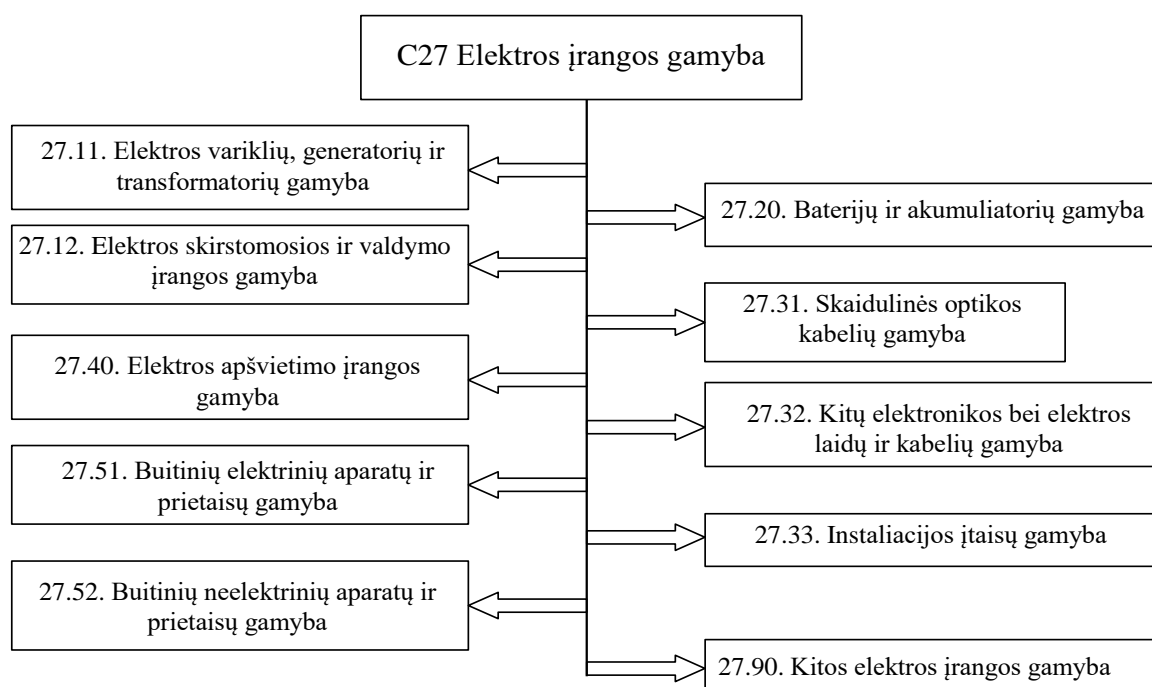 C27 Elektros įrangos gamyba
27.11. Elektros variklių, generatorių ir
transformatorių gamyba
27.12. Elektros skirstomosios ir valdymo
įrangos gamyba
27.40. Elektros apšvietimo įrangos
gamyba
27.51. Buitinių elektrinių aparatų ir
prietaisų gamyba
27.52. Buitinių neelektrinių aparatų ir
prietaisų gamyba
27.20. Baterijų ir akumuliatorių gamyba
27.31. Skaidulinės optikos
kabelių gamyba
27.32. Kitų elektronikos bei elektros
laidų ir kabelių gamyba
27.33. Instaliacijos įtaisų gamyba
27.90. Kitos elektros įrangos gamyba